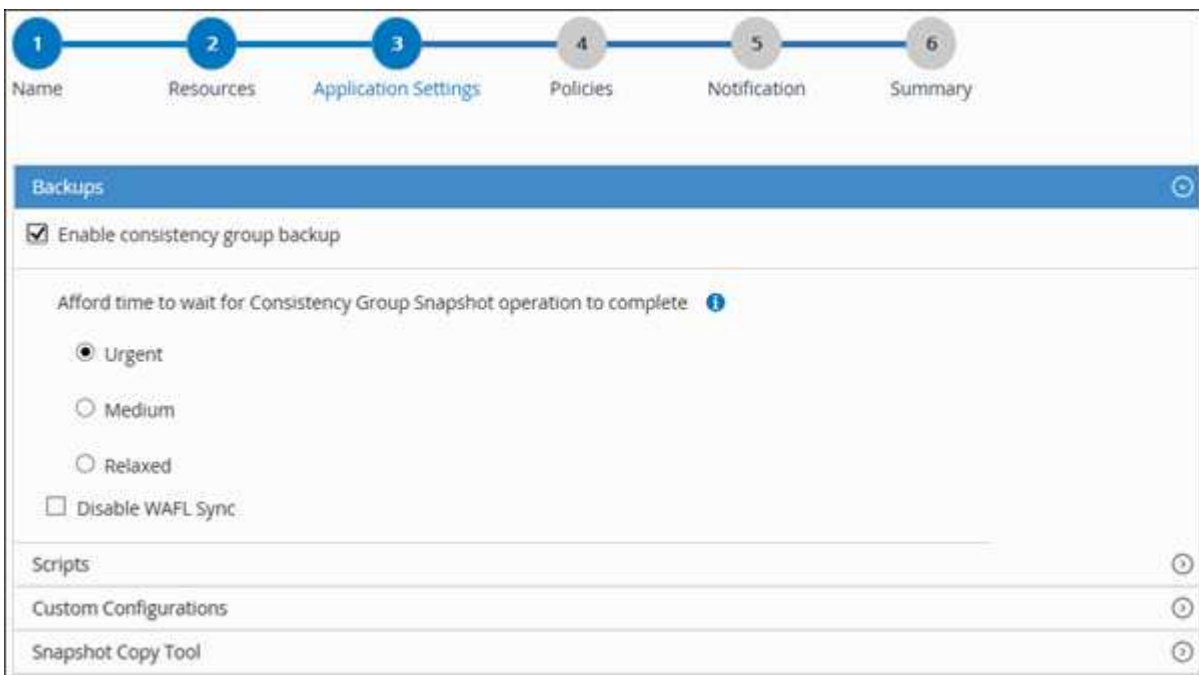 1 2 3 4 5 6
Name Resources Application Settings Policies Notification Summary
Backups
Enable consistency group backup
Afford time to wait for Consistency Group Snapshot operation to complete
Urgent
Medium
Relaxed
Disable WAFL Sync
Scripts
Custom Configurations
Snapshot Copy Tool